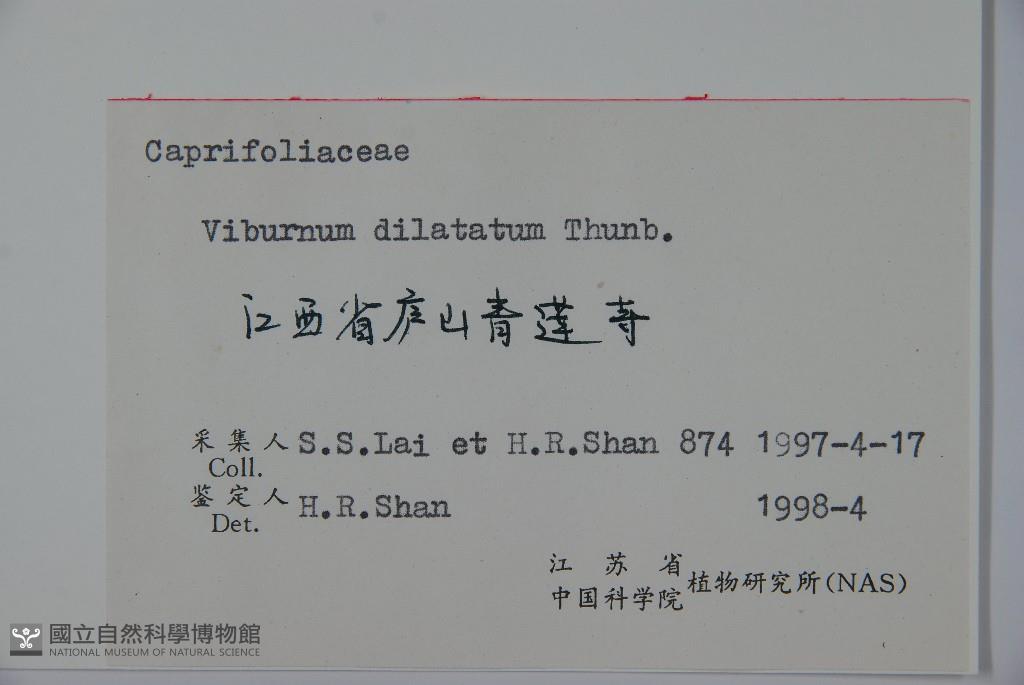 Caprifoliaceae
Viburnum dilatatum Thunb.
江西省庐山青莲寺
采集人 S.S.Lai et H.R.Shan 874 1997-4-17
Coll.
鉴定人 H.R.Shan 1998-4
Det.
江苏省
中国科学院 植物研究所(NAS)
國立自然科學博物館
NATIONAL MUSEUM OF NATURAL SCIENCE